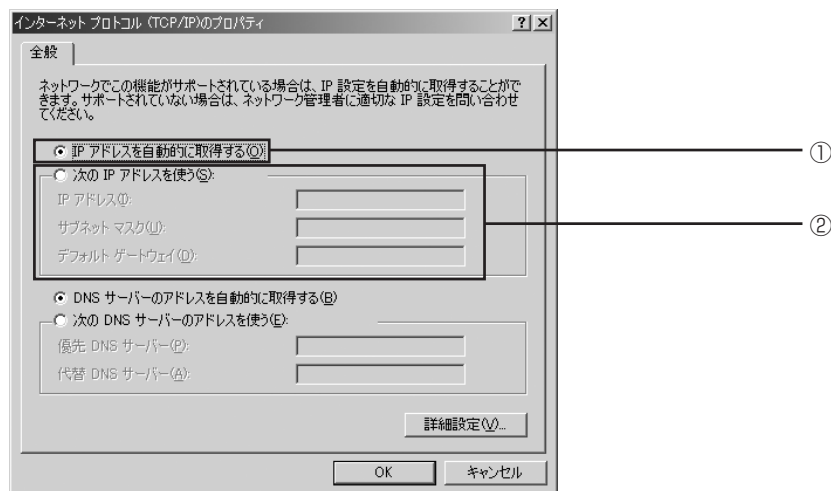 インターネット プロトコル (TCP/IP)のプロパティ
全般
ネットワークでこの機能がサポートされている場合は、IP 設定を自動的に取得することがで
きます。サポートされていない場合は、ネットワーク管理者に適切な IP 設定を問い合わせ
てください。
IP アドレスを自動的に取得する(O)
①
次の IP アドレスを使う(S):
IP アドレス(I):
サブネット マスク(U):
②
デフォルト ゲートウェイ(D):
DNS サーバーのアドレスを自動的に取得する(B)
次の DNS サーバーのアドレスを使う(E):
優先 DNS サーバー(P):
代替 DNS サーバー(A):
詳細設定(V)...
OK
キャンセル